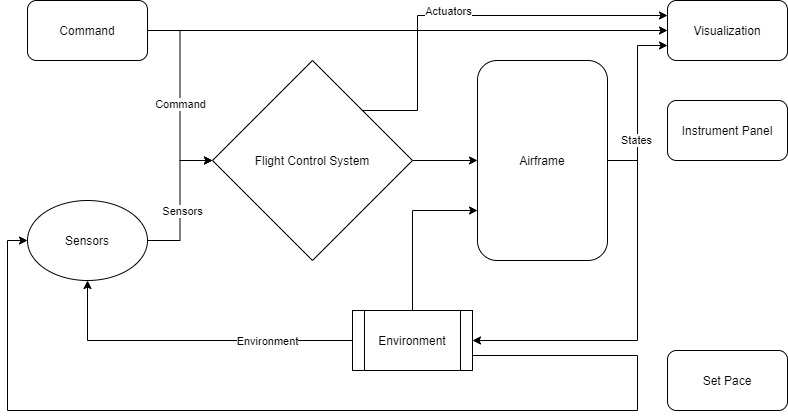 Actuators
Command
Visualization
Command
Instrument Panel
States
Flight Control System
Airframe
Sensors
Sensors
Environment
Environment
Set Pace